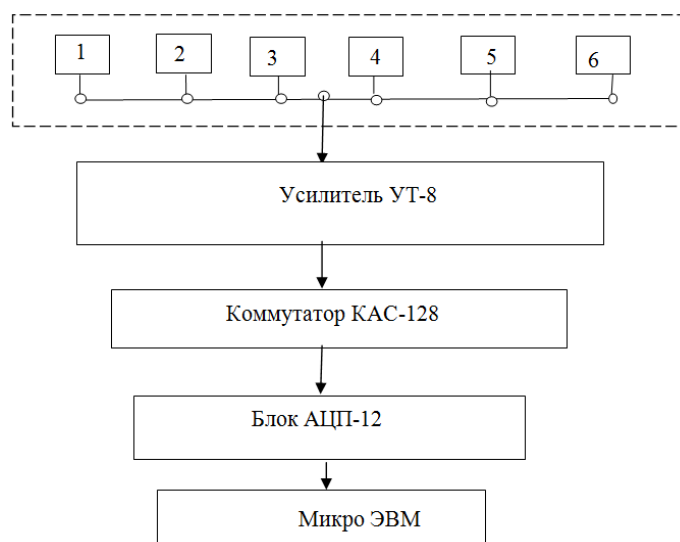 1 2 3 4 5 6
Усилитель УТ-8
Коммутатор КАС-128
Блок АЦП-12
Микро ЭВМ